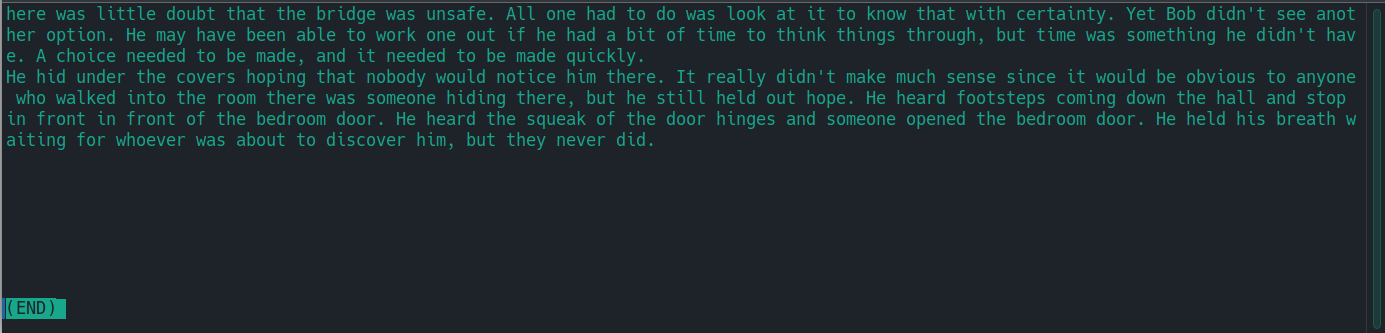 here was little doubt that the bridge was unsafe. All one had to do was look at it to know that with certainty. Yet Bob didn't see anot
her option. He may have been able to work one out if he had a bit of time to think things through, but time was something he didn't hav
e. A choice needed to be made, and it needed to be made quickly.
He hid under the covers hoping that nobody would notice him there. It really didn't make much sense since it would be obvious to anyone
 who walked into the room there was someone hiding there, but he still held out hope. He heard footsteps coming down the hall and stop
in front in front of the bedroom door. He heard the squeak of the door hinges and someone opened the bedroom door. He held his breath w
aiting for whoever was about to discover him, but they never did.
(END)